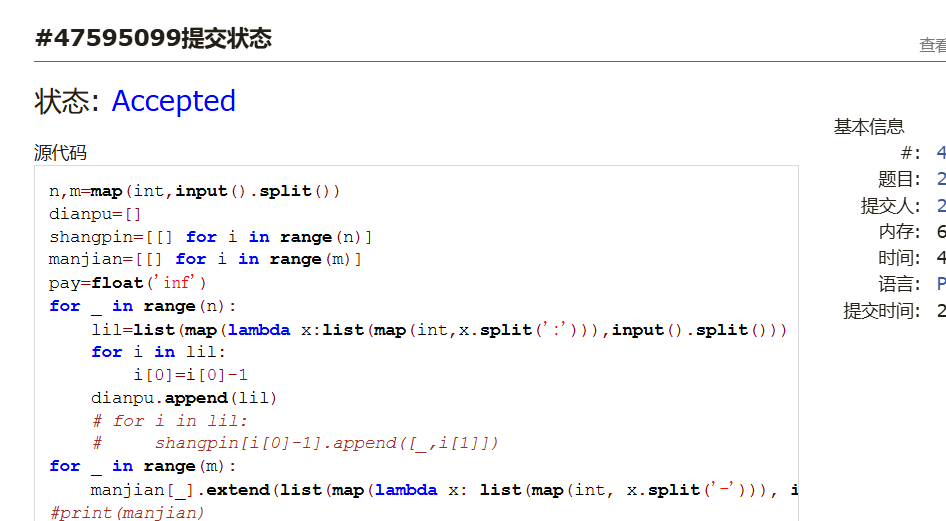 #47595099提交状态
查看
状态: Accepted
源代码
n,m=map(int,input().split())
dianpu=[]
shangpin=[[] for i in range(n)]
manjian=[[] for i in range(m)]
pay=float('inf')
for _ in range(n):
    lil=list(map(lambda x:list(map(int,x.split(':'))),input().split()))
    for i in lil:
        i[0]=i[0]-1
    dianpu.append(lil)
    # for i in lil:
    #     shangpin[i[0]-1].append([_,i[1]])
for _ in range(m):
    manjian[_].extend(list(map(lambda x: list(map(int, x.split('-'))), i
#print(manjian)
基本信息
#: 4
题目: 2
提交人: 2
内存: 6
时间: 4
语言: P
提交时间: 2